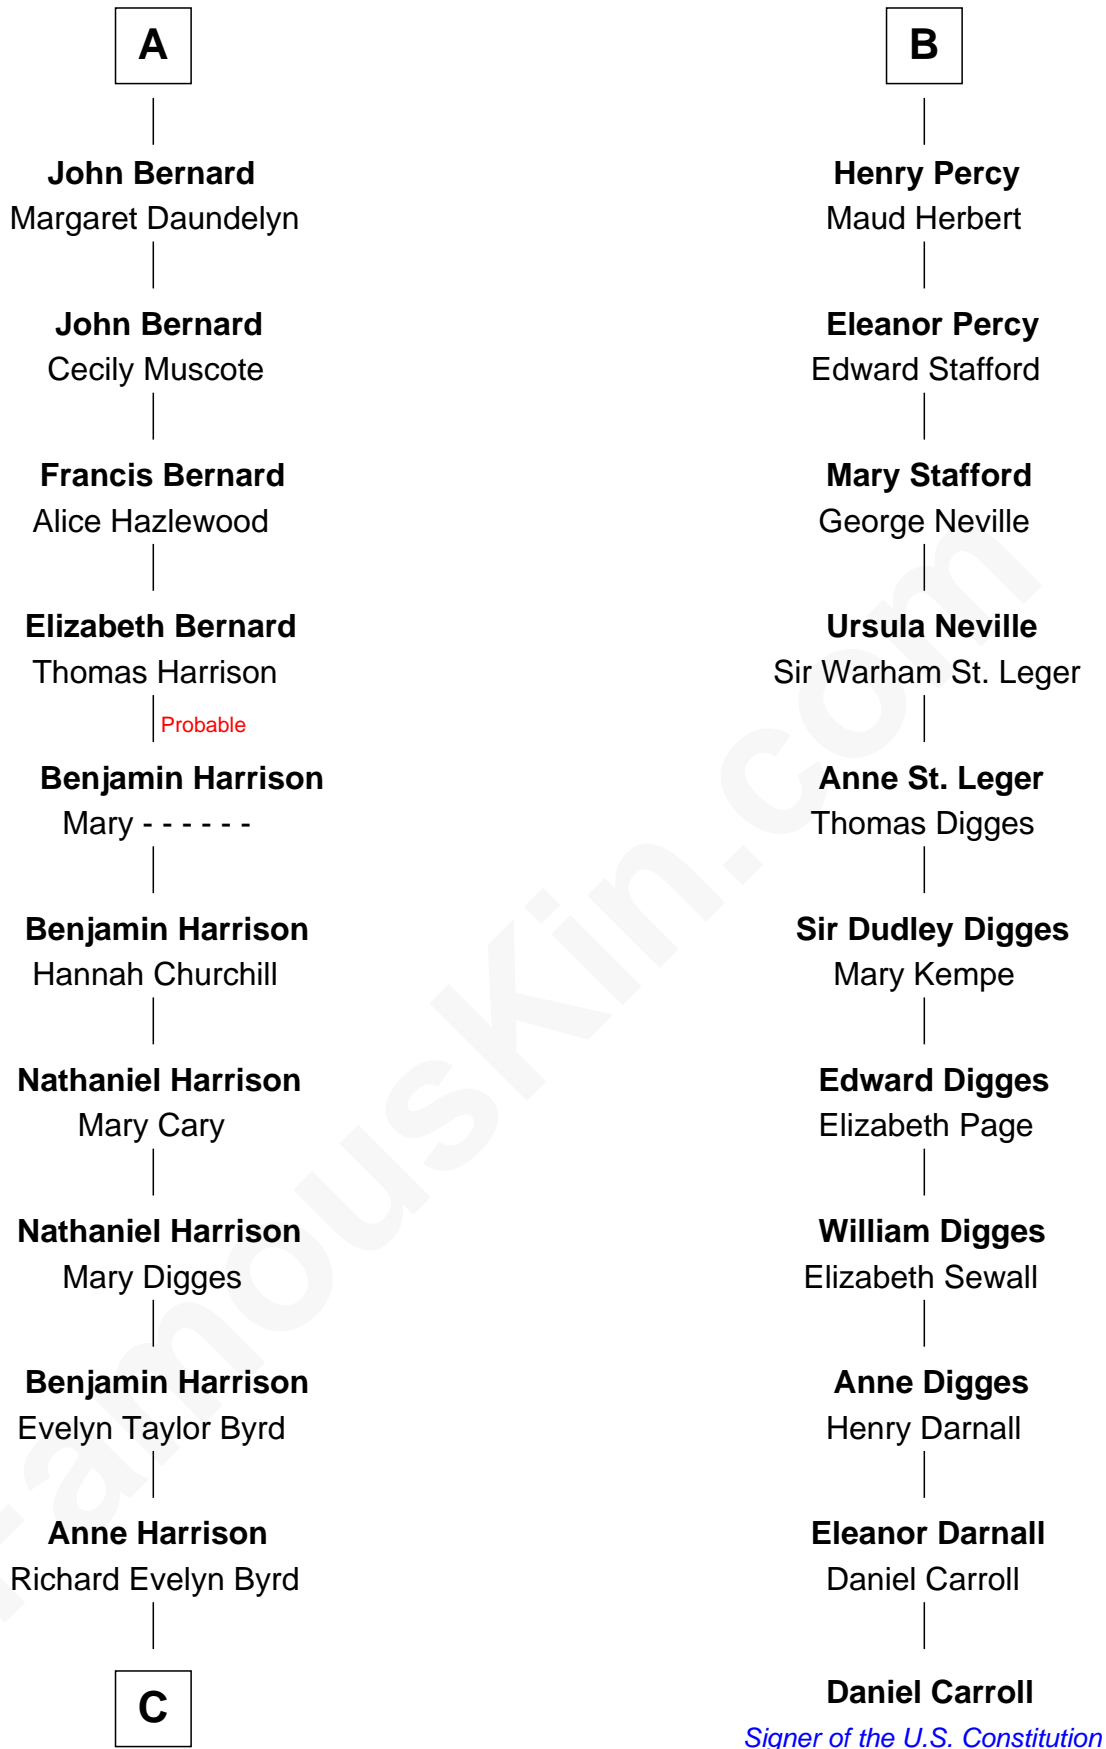 A
John Bernard
Margaret Daundelyn
John Bernard
Cecily Muscote
Francis Bernard
Alice Hazlewood
Elizabeth Bernard
Thomas Harrison
Probable
Benjamin Harrison
Mary - - - - - -
Benjamin Harrison
Hannah Churchill
Nathaniel Harrison
Mary Cary
Nathaniel Harrison
Mary Digges
Benjamin Harrison
Evelyn Taylor Byrd
Anne Harrison
Richard Evelyn Byrd
C
B
Henry Percy
Maud Herbert
Eleanor Percy
Edward Stafford
Mary Stafford
George Neville
Ursula Neville
Sir Warham St. Leger
Anne St. Leger
Thomas Digges
Sir Dudley Digges
Mary Kempe
Edward Digges
Elizabeth Page
William Digges
Elizabeth Sewall
Anne Digges
Henry Darnall
Eleanor Darnall
Daniel Carroll
Daniel Carroll
Signer of the U.S. Constitution
FamousKin.com